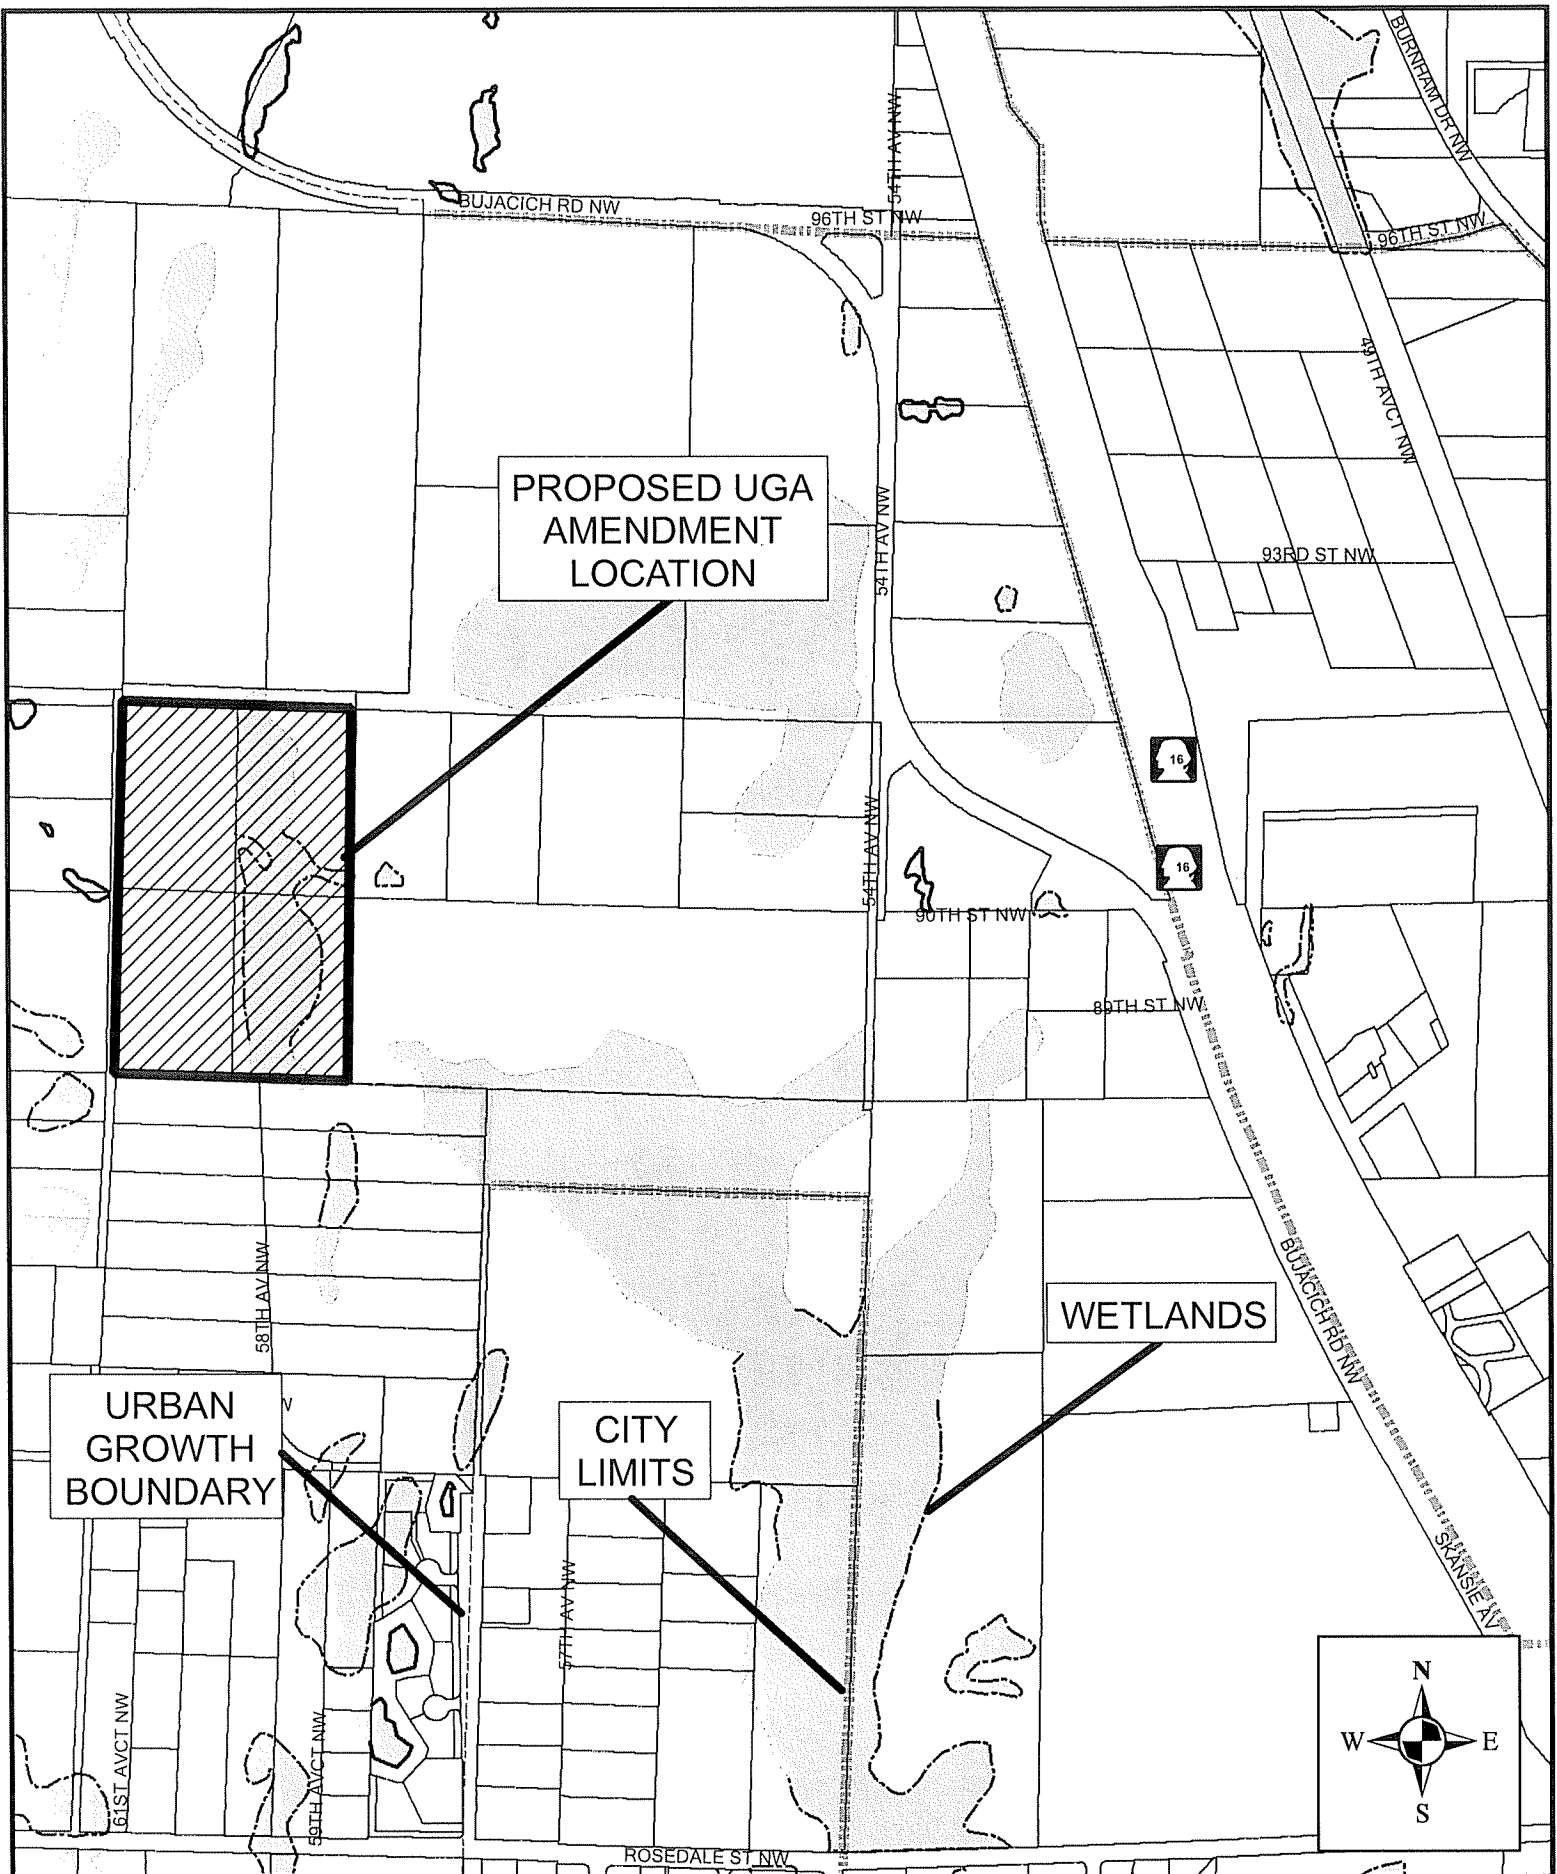 BURNHAM DR NW
54TH AV NW
BUJACICH RD NW
96TH ST NW
96TH ST NW
49TH AVCT NW
PROPOSED UGA
AMENDMENT
LOCATION
54TH AV NW
93RD ST NW
16
54TH AV NW
16
90TH ST NW
89TH ST NW
58TH AV NW
BUJACICH RD NW
WETLANDS
URBAN
GROWTH
BOUNDARY
CITY
LIMITS
SKANSIE AV
57TH AV NW
61ST AVCT NW
59TH AVCT NW
N
W
E
S
ROSEDALE ST NW